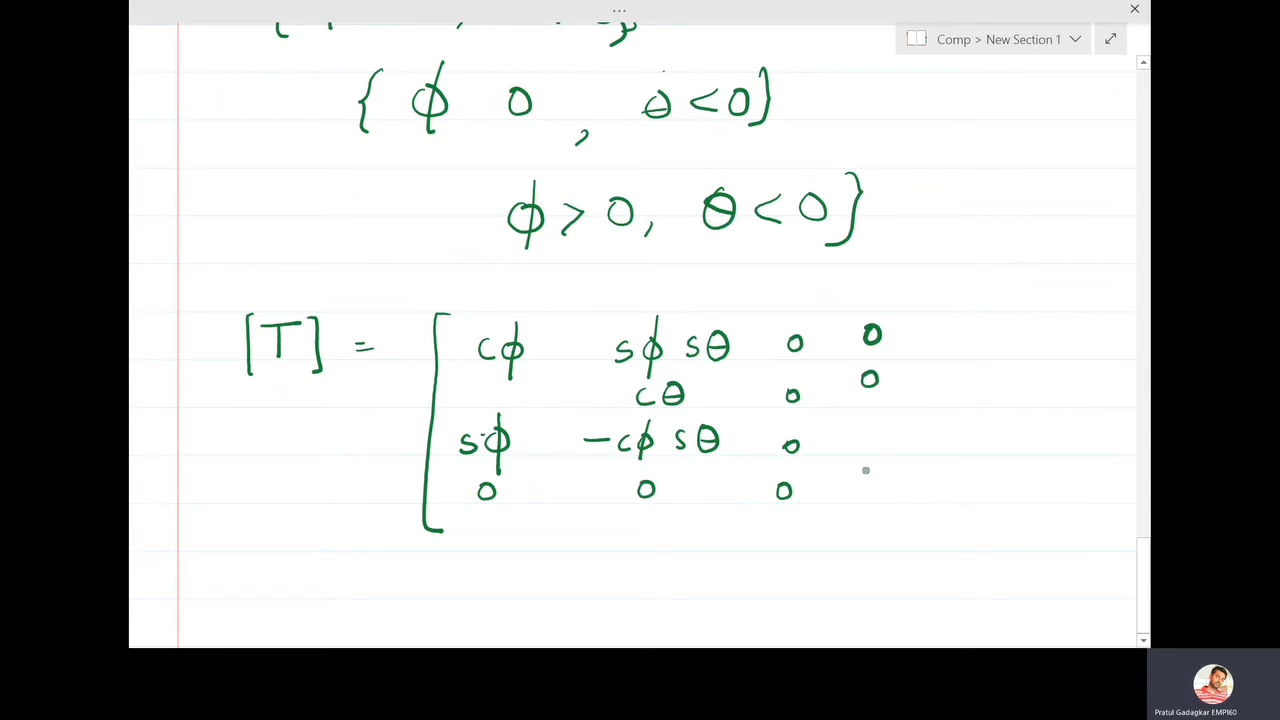 Comp > New Section 1
{ ϕ 0 , θ < 0 }
ϕ > 0, θ < 0 }
[T] = [ cϕ sϕ sθ 0 0
cθ 0 0
sϕ -cϕ sθ 0
0 0 0
Pratul Gadagkar EMP160